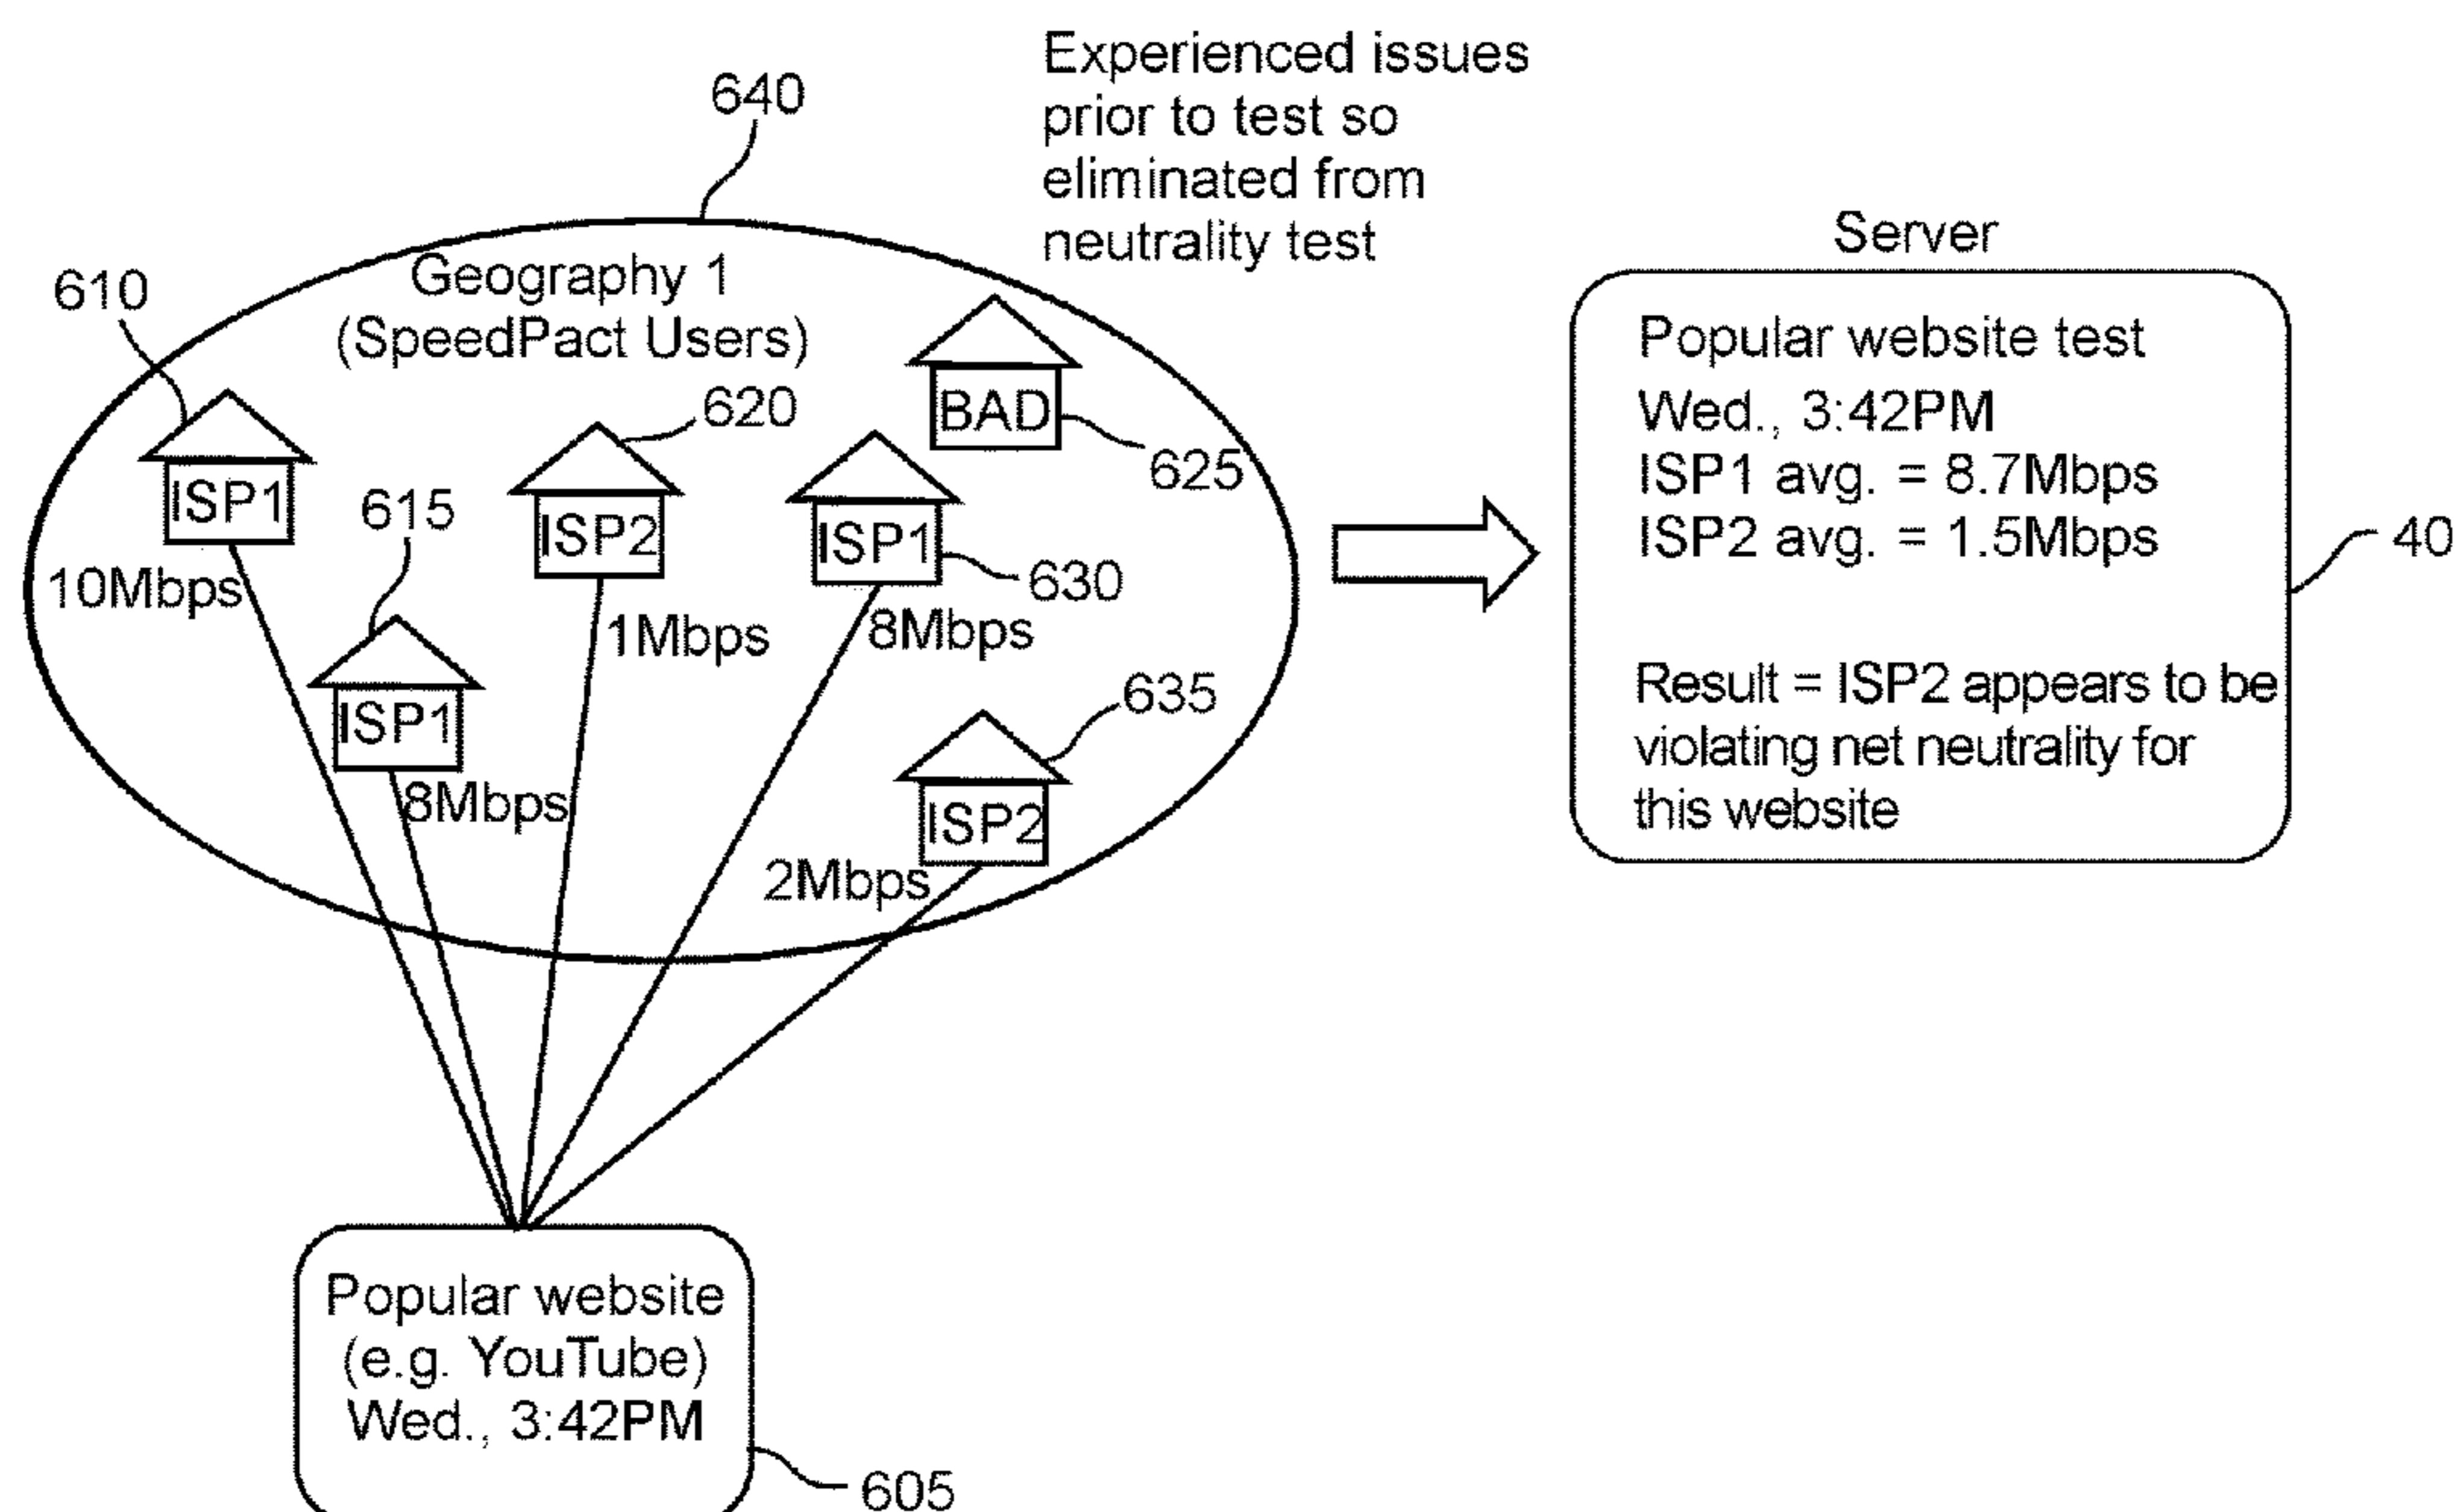 Experienced issues
prior to test so
eliminated from
neutrality test
640
Geography 1
(SpeedPact Users)
610
ISP1
10Mbps
615
ISP1
8Mbps
620
ISP2
1Mbps
BAD
625
ISP1
630
8Mbps
635
ISP2
2Mbps
Server
Popular website test
Wed., 3:42PM
ISP1 avg. = 8.7Mbps
ISP2 avg. = 1.5Mbps
Result = ISP2 appears to be
violating net neutrality for
this website
40
Popular website
(e.g. YouTube)
Wed., 3:42PM
605